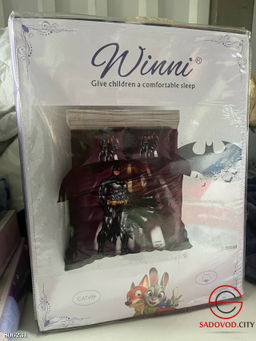 Winni®
Give children a comfortable sleep
SADOVOD.CITY